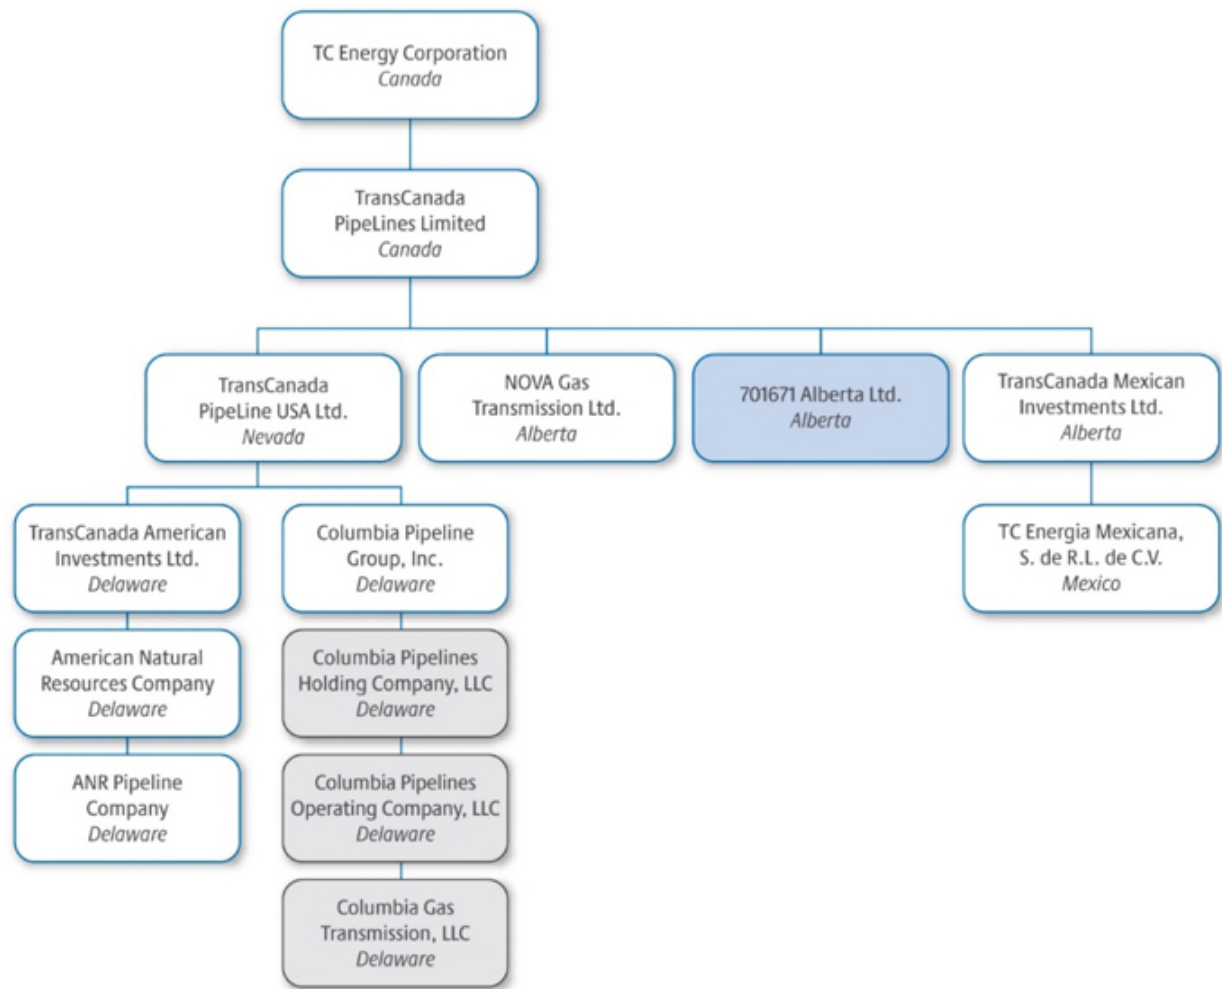 TC Energy Corporation
Canada
TransCanada
PipeLines Limited
Canada
TransCanada
PipeLine USA Ltd.
Nevada
NOVA Gas
Transmission Ltd.
Alberta
701671 Alberta Ltd.
Alberta
TransCanada Mexican
Investments Ltd.
Alberta
TransCanada American
Investments Ltd.
Delaware
Columbia Pipeline
Group, Inc.
Delaware
TC Energia Mexicana,
S. de R.L. de C.V.
Mexico
American Natural
Resources Company
Delaware
Columbia Pipelines
Holding Company, LLC
Delaware
ANR Pipeline
Company
Delaware
Columbia Pipelines
Operating Company, LLC
Delaware
Columbia Gas
Transmission, LLC
Delaware